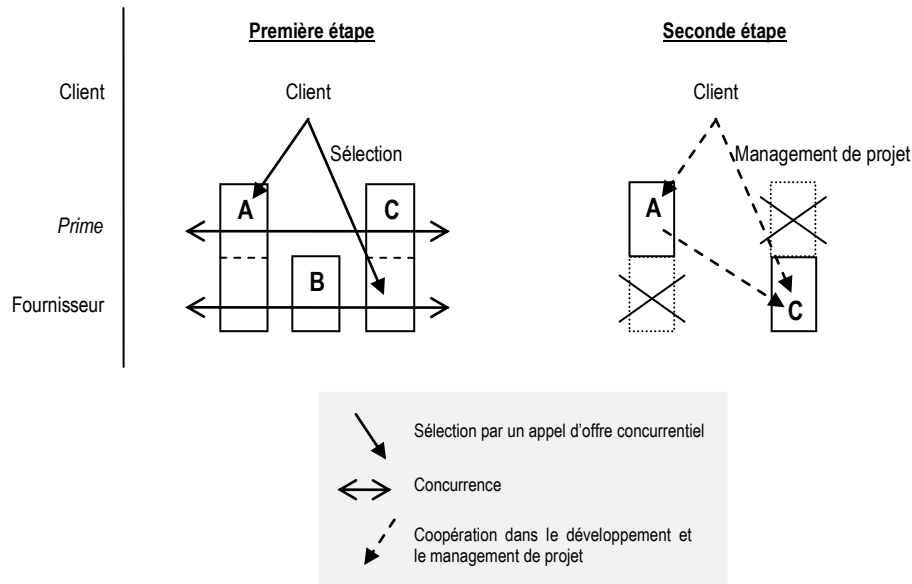 Première étape
Seconde étape
Client
Client
Client
Sélection
Management de projet
Prime
A
C
A
B
Fournisseur
C
Sélection par un appel d’offre concurrentiel
Concurrence
Coopération dans le développement et
le management de projet